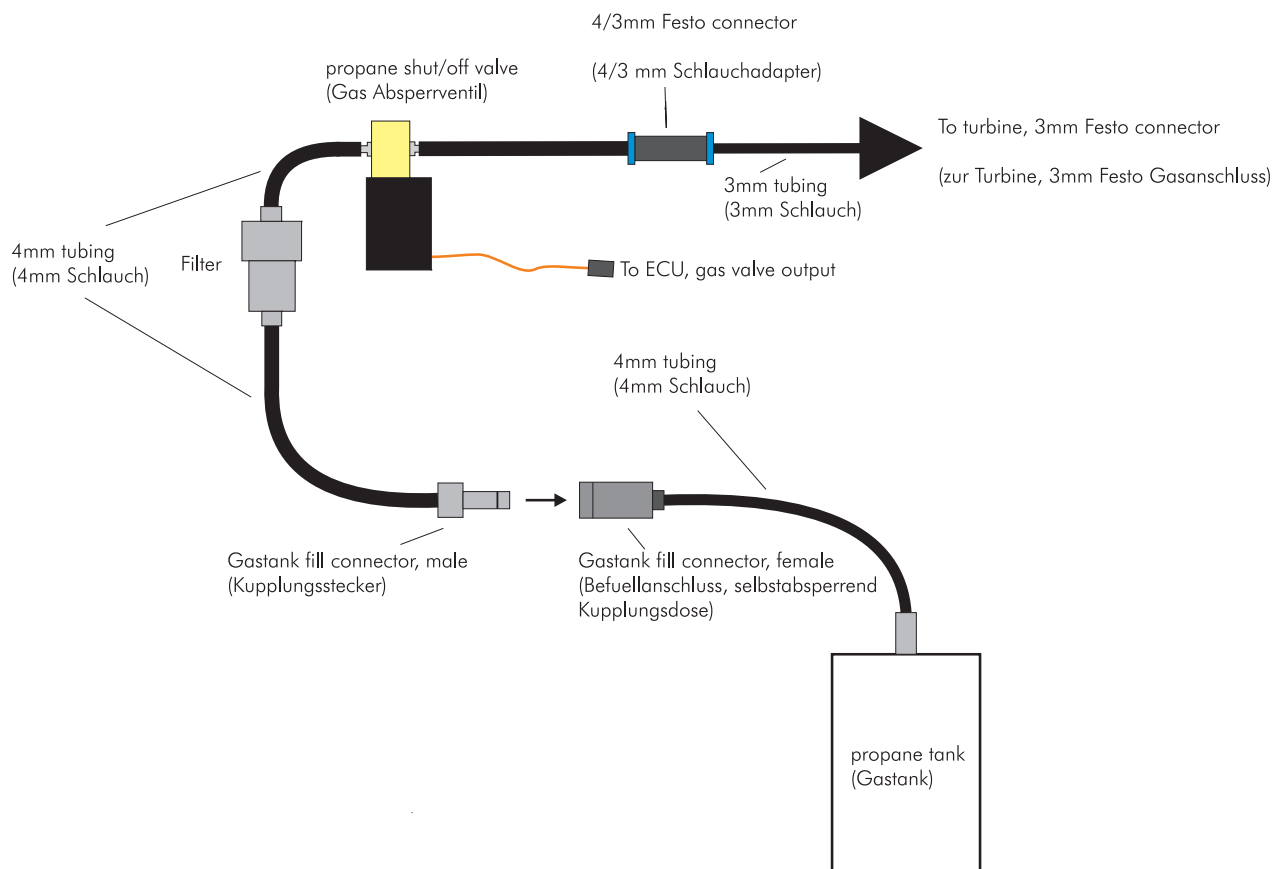 4/3mm Festo connector
(4/3 mm Schlauchadapter)
propane shut/off valve
(Gas Absperrventil)
To turbine, 3mm Festo connector
(zur Turbine, 3mm Festo Gasanschluss)
3mm tubing
(3mm Schlauch)
4mm tubing
(4mm Schlauch)
Filter
To ECU, gas valve output
4mm tubing
(4mm Schlauch)
Gastank fill connector, male
(Kupplungsstecker)
Gastank fill connector, female
(Befuellanschluss, selbstabsperrend
Kupplungsdose)
propane tank
(Gastank)